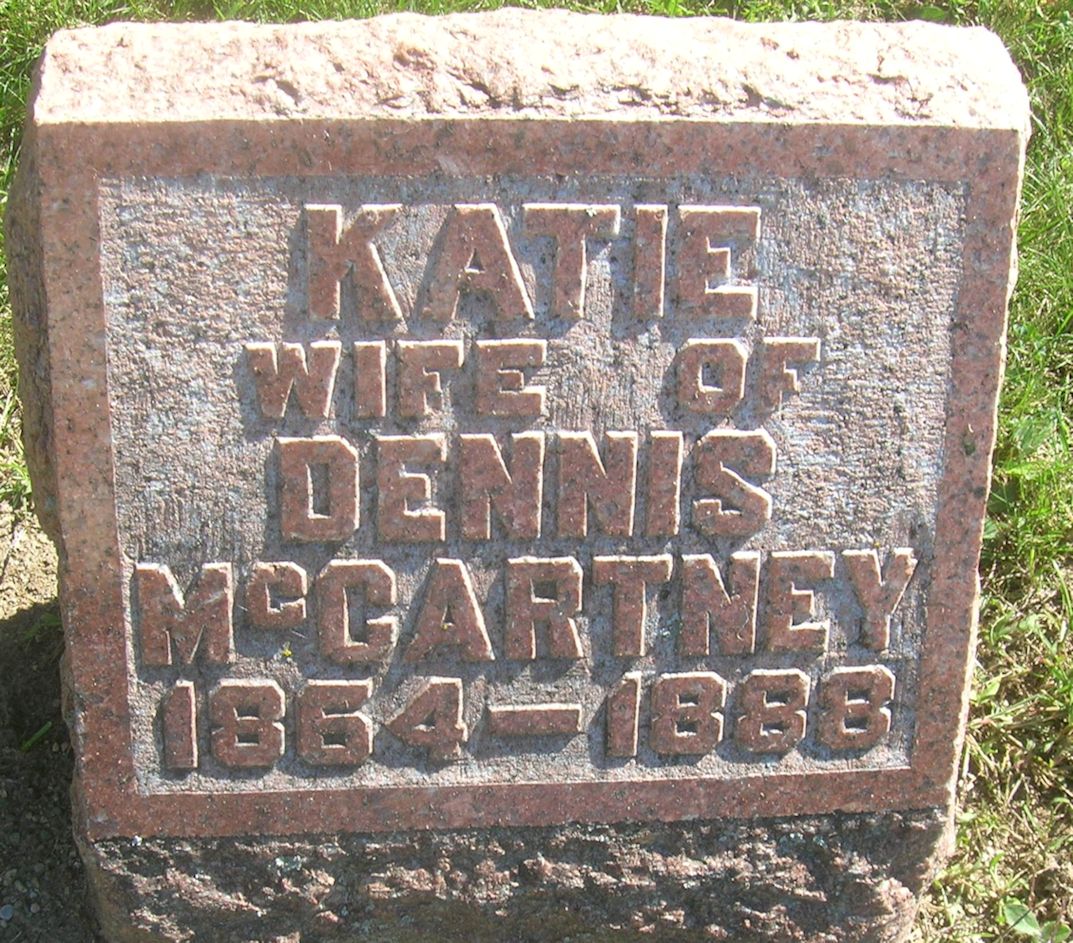 KATIE
WIFE OF
DENNIS
McCARTNEY
1864-1888